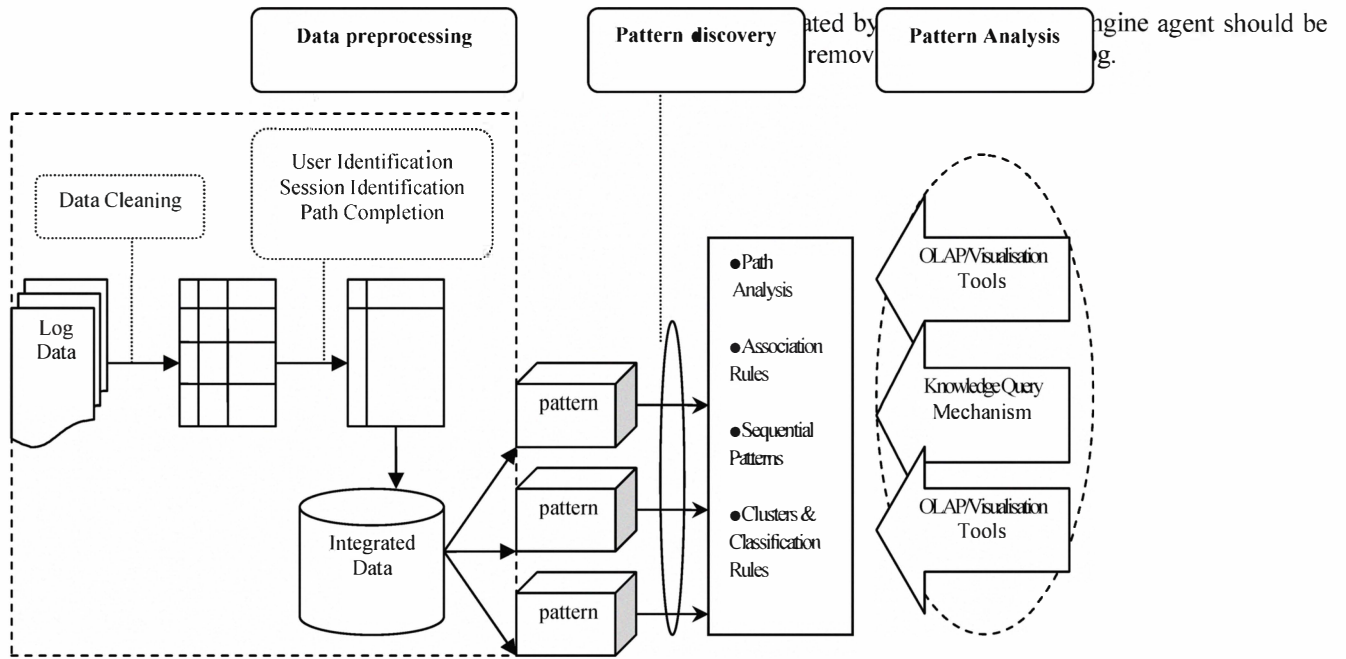 Data preprocessing
Pattern discovery
Pattern Analysis
ated by
ngine agent should be
remov
g.
User Identification
Session Identification
Path Completion
Data Cleaning
Log
Data
Integrated
Data
pattern
pattern
pattern
●Path
Analysis
●Association
Rules
●Sequential
Patterns
●Clusters &
Classification
Rules
OLAP/Visualisation
Tools
Knowledge Query
Mechanism
OLAP/Visualisation
Tools